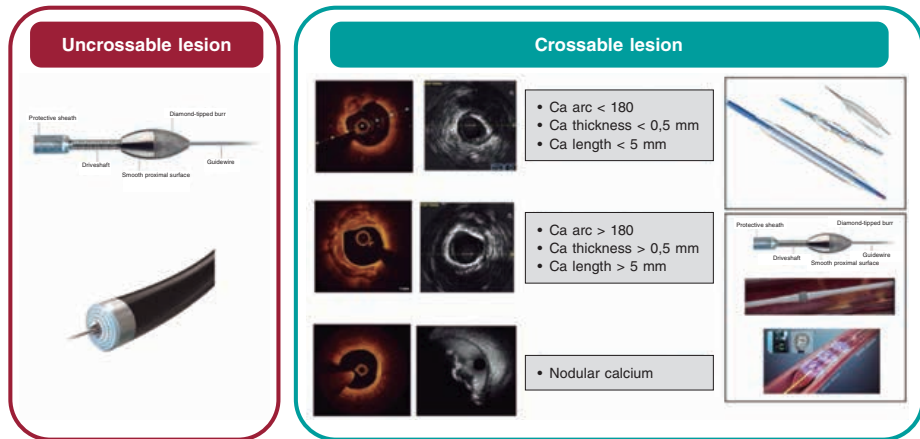 Uncrossable lesion
Diamond-tipped burr
Protective sheath
Driveshaft
Guidewire
Smooth proximal surface
Crossable lesion
• Ca arc < 180
• Ca thickness < 0,5 mm
• Ca length < 5 mm
• Ca arc > 180
• Ca thickness > 0,5 mm
• Ca length > 5 mm
• Nodular calcium
Diamond-tipped burr
Protective sheath
Guidewire
Driveshaft
Smooth proximal surface